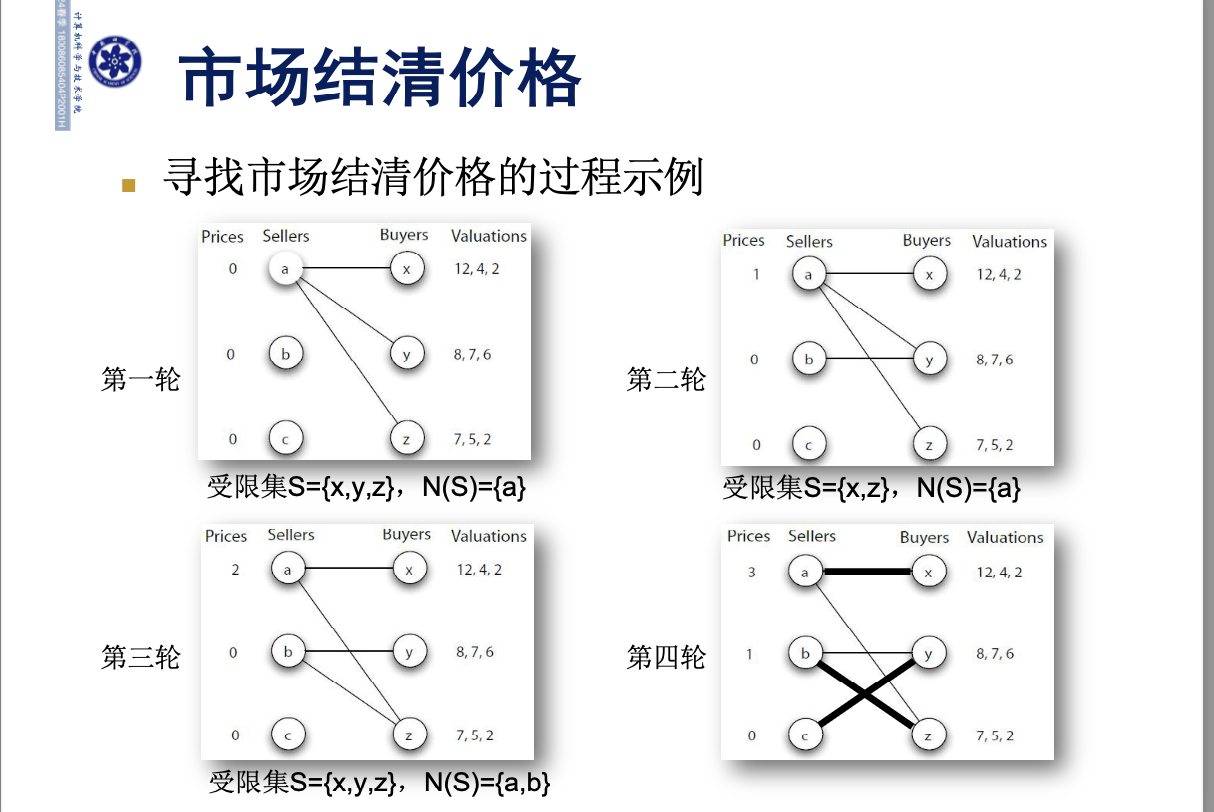 计算机科学与技术学院
市场结清价格
寻找市场结清价格的过程示例
第一轮
Prices Sellers Buyers Valuations
0 a x 12, 4, 2
0 b y 8, 7, 6
0 c z 7, 5, 2
受限集S={x,y,z}，N(S)={a}
第二轮
Prices Sellers Buyers Valuations
1 a x 12, 4, 2
0 b y 8, 7, 6
0 c z 7, 5, 2
受限集S={x,z}，N(S)={a}
第三轮
Prices Sellers Buyers Valuations
2 a x 12, 4, 2
0 b y 8, 7, 6
0 c z 7, 5, 2
受限集S={x,y,z}，N(S)={a,b}
第四轮
Prices Sellers Buyers Valuations
3 a x 12, 4, 2
1 b y 8, 7, 6
0 c z 7, 5, 2